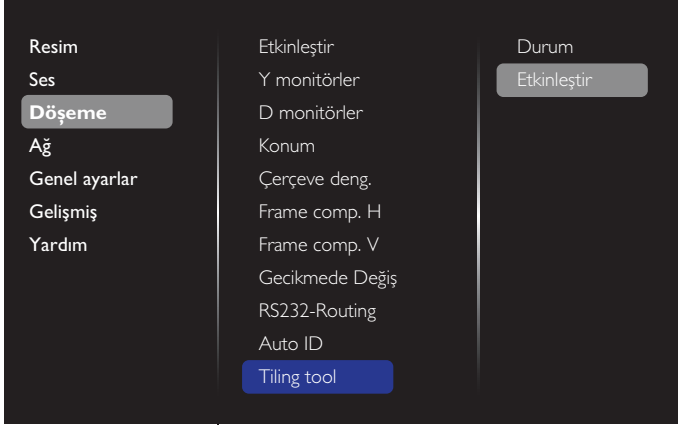 Resim
Ses
Döşeme
Ağ
Genel ayarlar
Gelişmiş
Yardım
Etkinleştir
Y monitörler
D monitörler
Konum
Çerçeve deng.
Frame comp. H
Frame comp. V
Gecikmede Değiş
RS232-Routing
Auto ID
Tiling tool
Durum
Etkinleştir